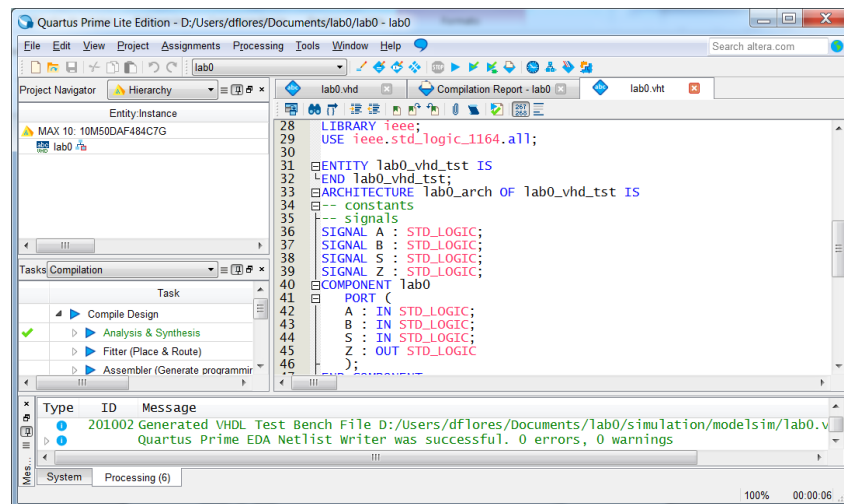 Quartus Prime Lite Edition - D:/Users/dflores/Documents/lab0/lab0 - lab0
File Edit View Project Assignments Processing Tools Window Help
Search altera.com
lab0
Project Navigator Hierarchy
lab0.vhd
Compilation Report - lab0
lab0.vht
Entity:Instance
MAX 10: 10M50DAF484C7G
lab0
267
268
28 LIBRARY ieee;
29 USE ieee.std_logic_1164.all;
30
31 ENTITY lab0_vhd_tst IS
32 END lab0_vhd_tst;
33 ARCHITECTURE lab0_arch OF lab0_vhd_tst IS
34 -- constants
35 -- signals
36 SIGNAL A : STD_LOGIC;
37 SIGNAL B : STD_LOGIC;
38 SIGNAL S : STD_LOGIC;
39 SIGNAL Z : STD_LOGIC;
40 COMPONENT lab0
41 PORT (
42 A : IN STD_LOGIC;
43 B : IN STD_LOGIC;
44 S : IN STD_LOGIC;
45 Z : OUT STD_LOGIC
46 );
47 END COMPONENT
Tasks Compilation
Task
Compile Design
Analysis & Synthesis
Fitter (Place & Route)
Assembler (Generate programmir
Type ID Message
201002 Generated VHDL Test Bench File D:/Users/dflores/Documents/lab0/simulation/modelsim/lab0.v
Quartus Prime EDA Netlist Writer was successful. 0 errors, 0 warnings
Mes...
System Processing (6)
100% 00:00:06